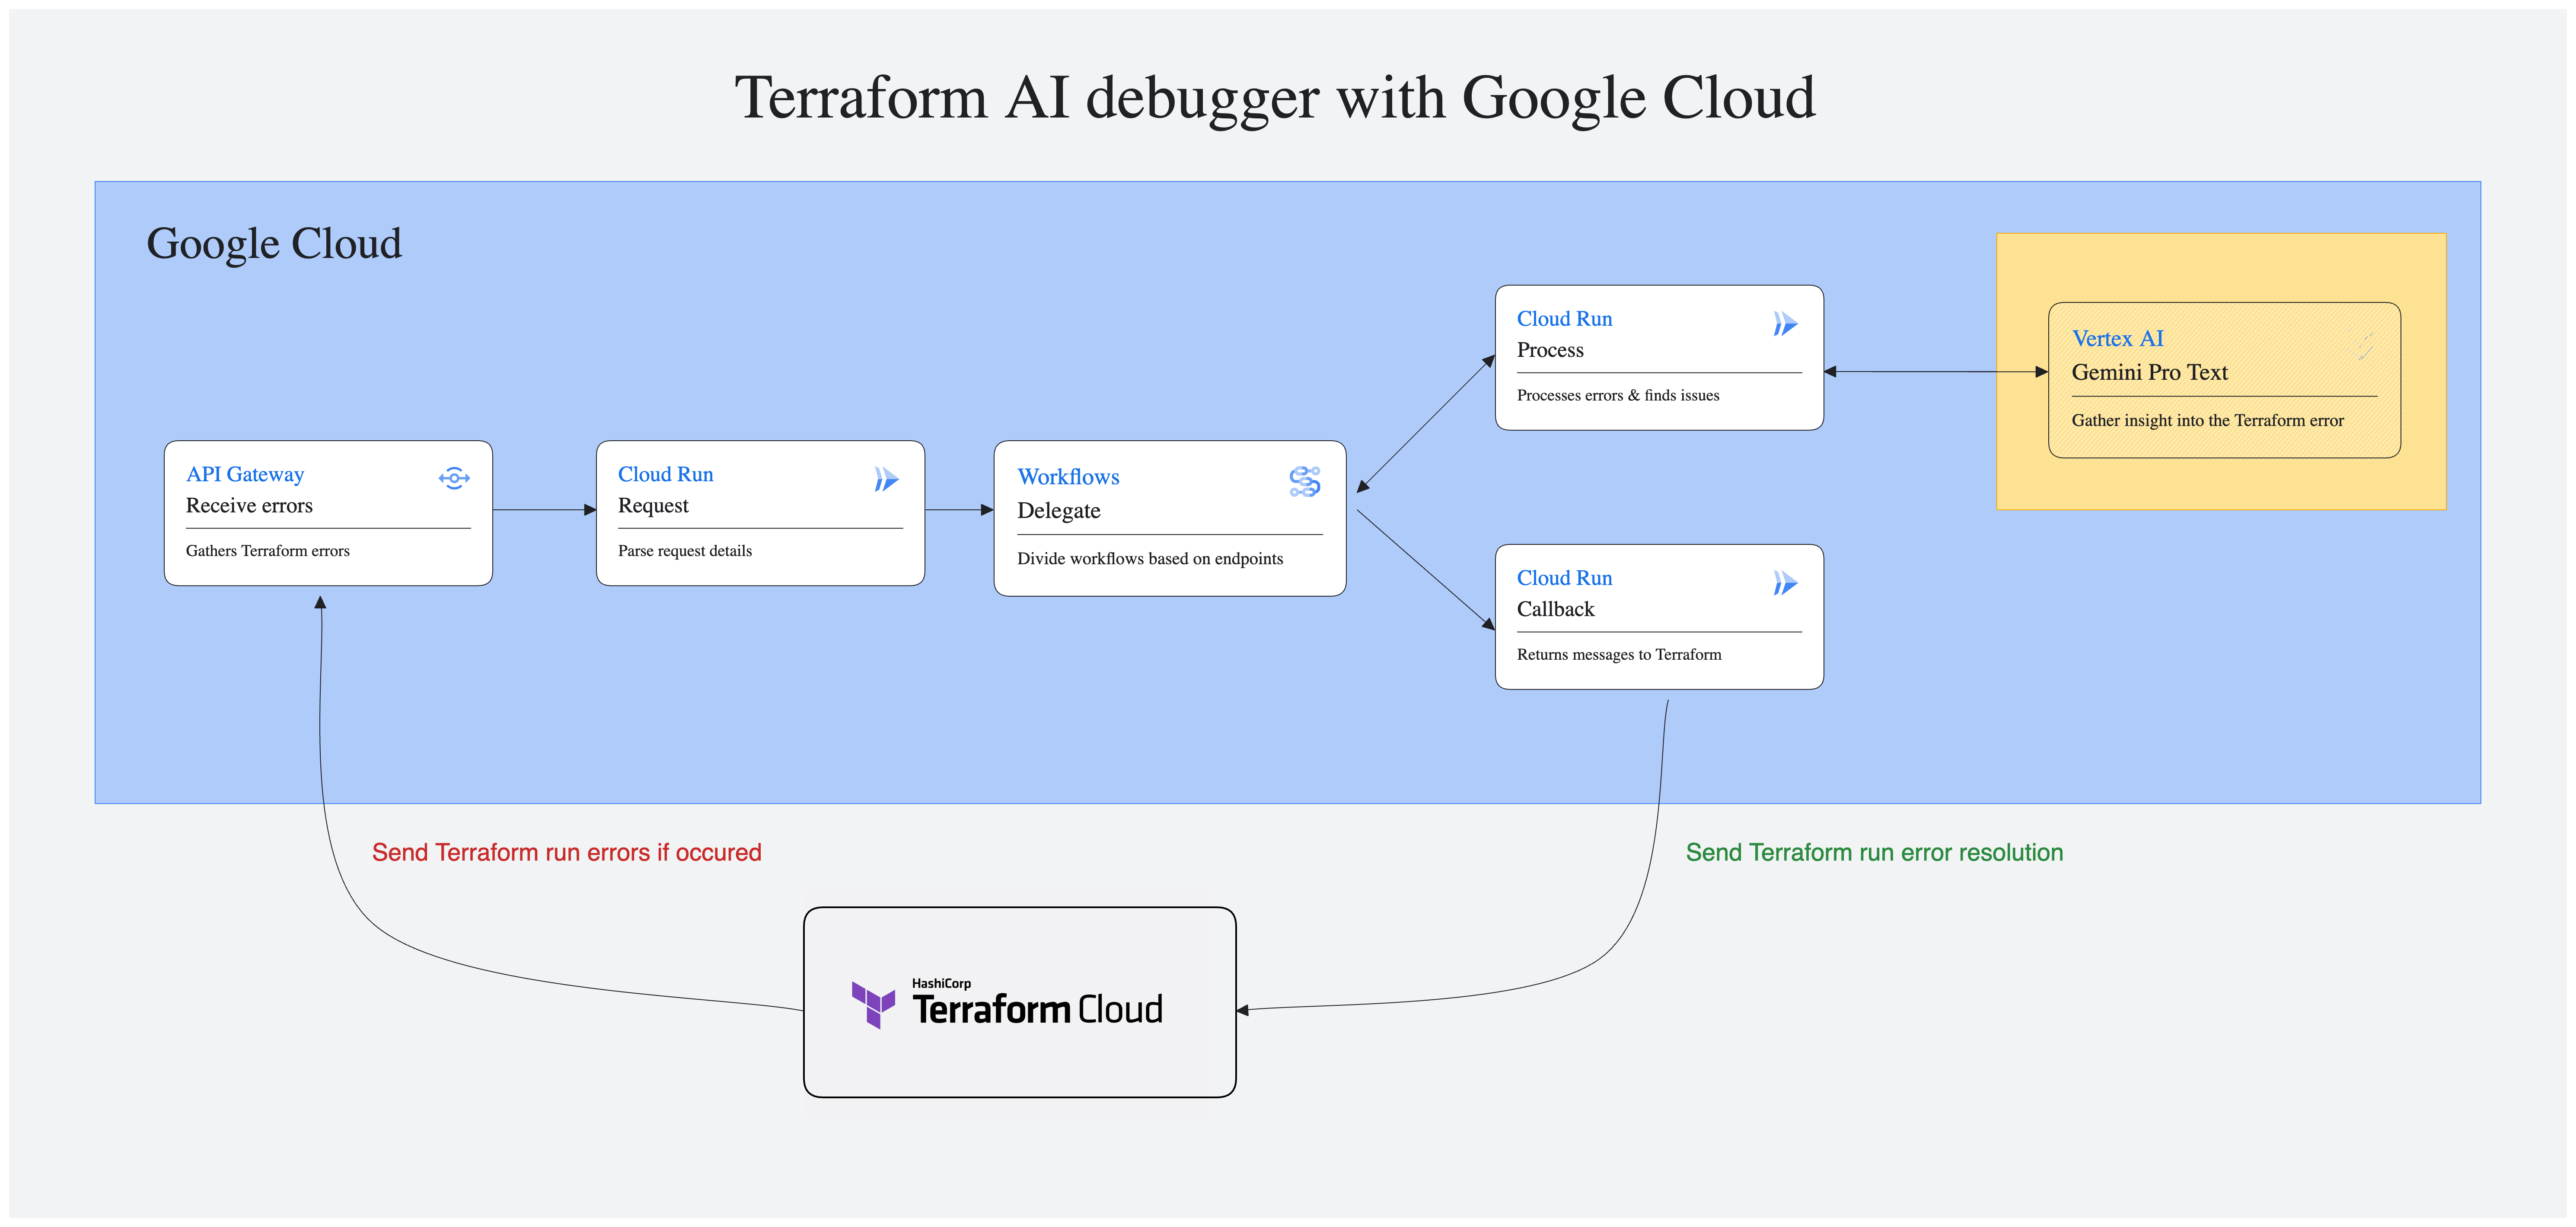 Terraform AI debugger with Google Cloud
Google Cloud
API Gateway
Receive errors
Gathers Terraform errors
Cloud Run
Request
Parse request details
Workflows
Delegate
Divide workflows based on endpoints
Cloud Run
Process
Processes errors & finds issues
Vertex AI
Gemini Pro Text
Gather insight into the Terraform error
Cloud Run
Callback
Returns messages to Terraform
Send Terraform run errors if occured
Send Terraform run error resolution
HashiCorp
Terraform Cloud